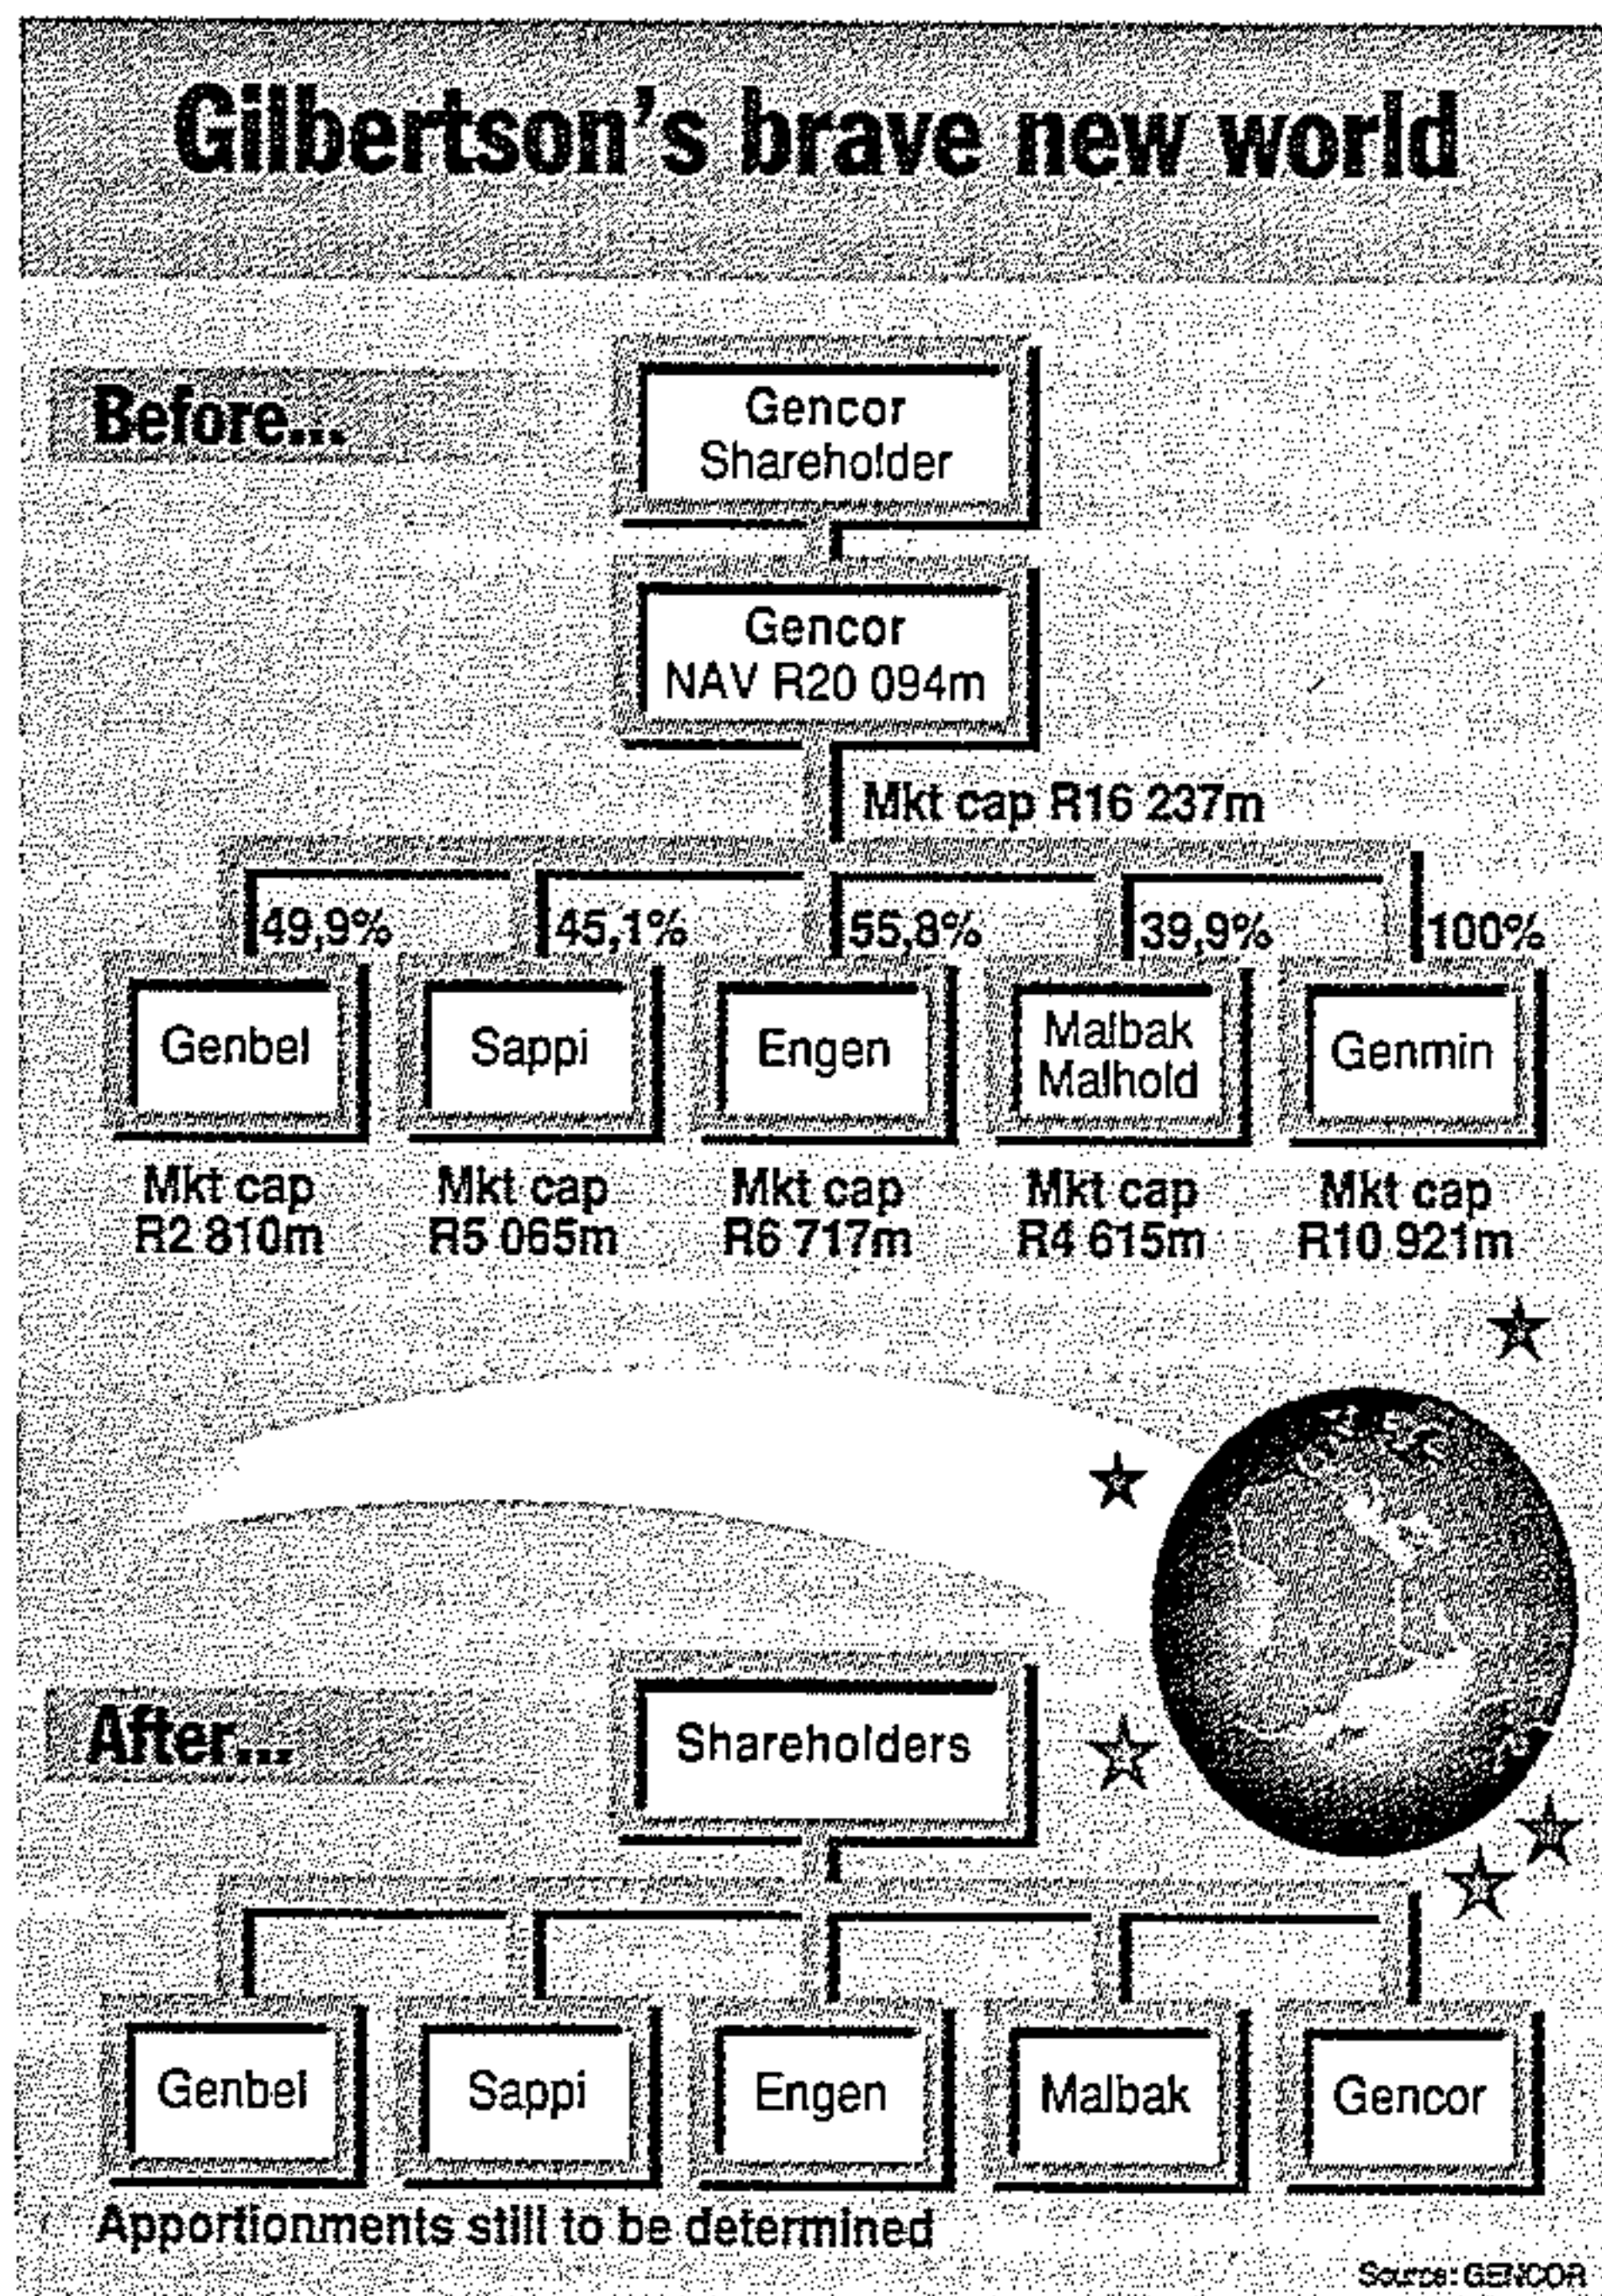 Gilbertson's brave new world
Before...
Gencor
Shareholder
Gencor
NAV R20 094m
Mkt cap R16 237m
49,9%
45,1%
55,8%
39,9%
100%
Genbel
Sappi
Engen
Malbak
Malhold
Genmin
Mkt cap
R2 810m
Mkt cap
R5 065m
Mkt cap
R6 717m
Mkt cap
R4 615m
Mkt cap
R10 921m
After...
Shareholders
Genbel
Sappi
Engen
Malbak
Gencor
Apportionments still to be determined
Source: GENCOR